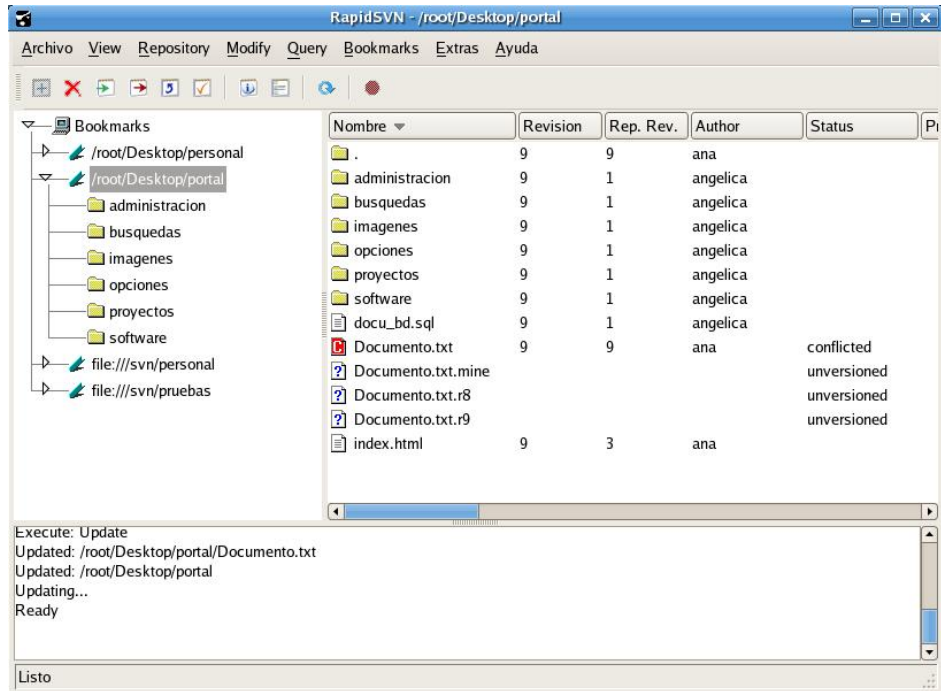 RapidSVN - /root/Desktop/portal
Archivo View Repository Modify Query Bookmarks Extras Ayuda
Bookmarks
/root/Desktop/personal
/root/Desktop/portal
administracion
busquedas
imagenes
opciones
proyectos
software
file:///svn/personal
file:///svn/pruebas
Nombre Revision Rep. Rev. Author Status
. 9 9 ana
administracion 9 1 angelica
busquedas 9 1 angelica
imagenes 9 1 angelica
opciones 9 1 angelica
proyectos 9 1 angelica
software 9 1 angelica
docu_bd.sql 9 1 angelica
Documento.txt 9 9 ana conflicted
Documento.txt.mine unversioned
Documento.txt.r8 unversioned
Documento.txt.r9 unversioned
index.html 9 3 ana
Execute: Update
Updated: /root/Desktop/portal/Documento.txt
Updated: /root/Desktop/portal
Updating...
Ready
Listo